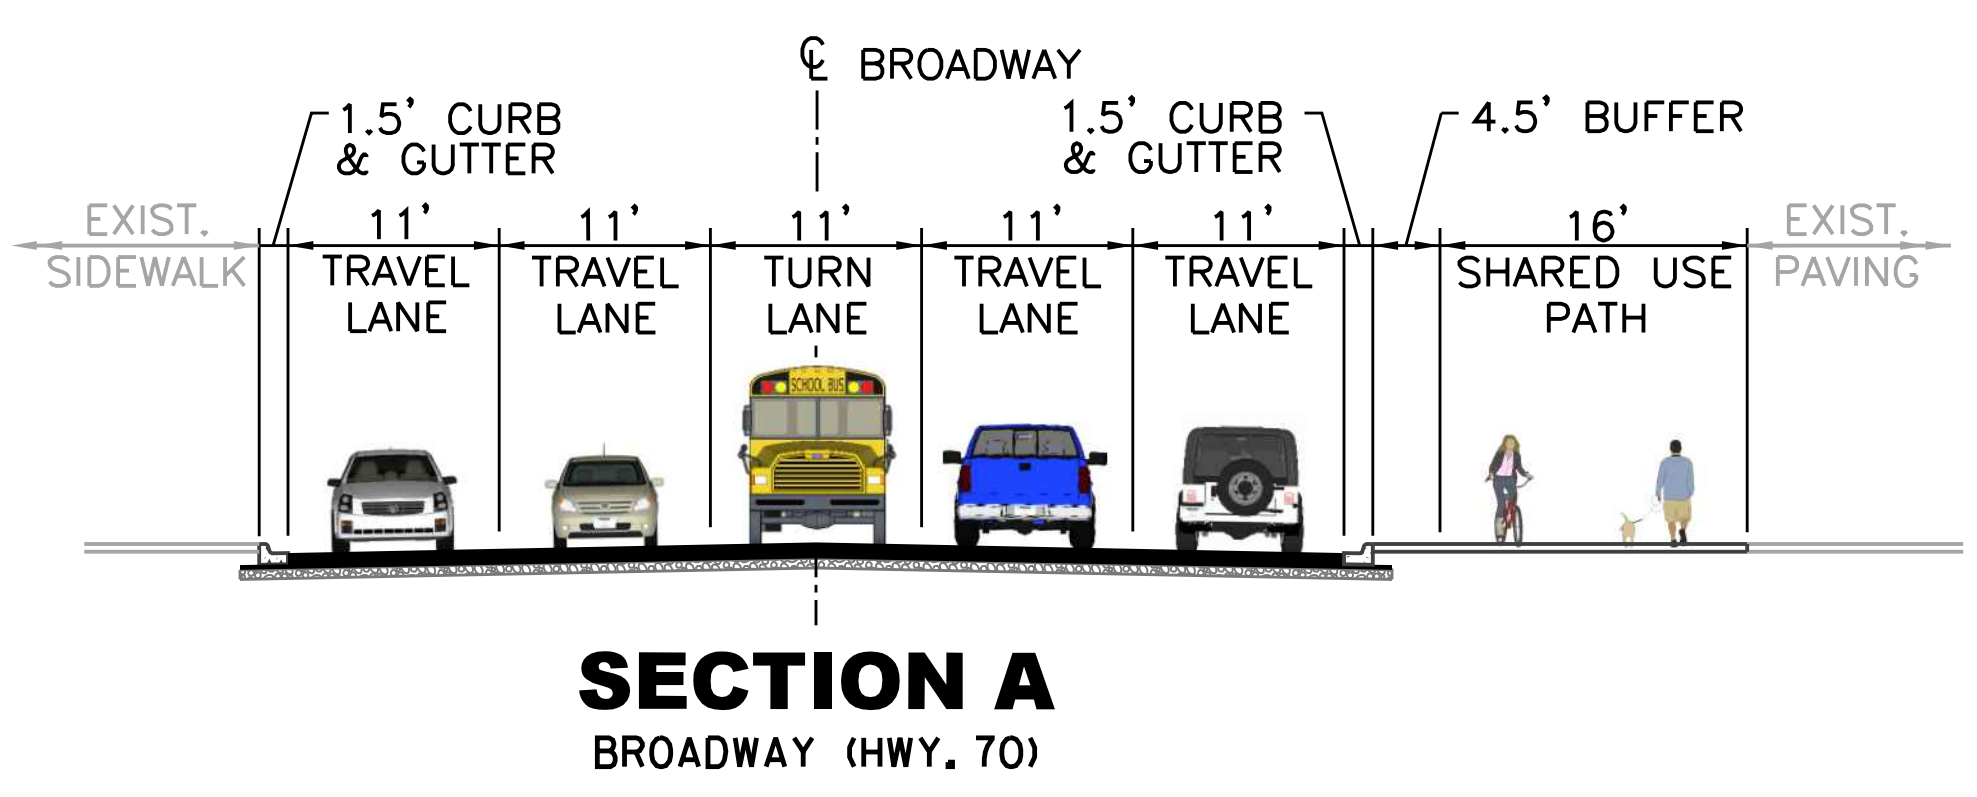 ℄ BROADWAY
1.5' CURB
& GUTTER
1.5' CURB
& GUTTER
4.5' BUFFER
EXIST.
SIDEWALK
11'
TRAVEL
LANE
11'
TRAVEL
LANE
11'
TURN
LANE
11'
TRAVEL
LANE
11'
TRAVEL
LANE
16'
SHARED USE
PATH
EXIST.
PAVING
SCHOOL BUS
SECTION A
BROADWAY (HWY. 70)